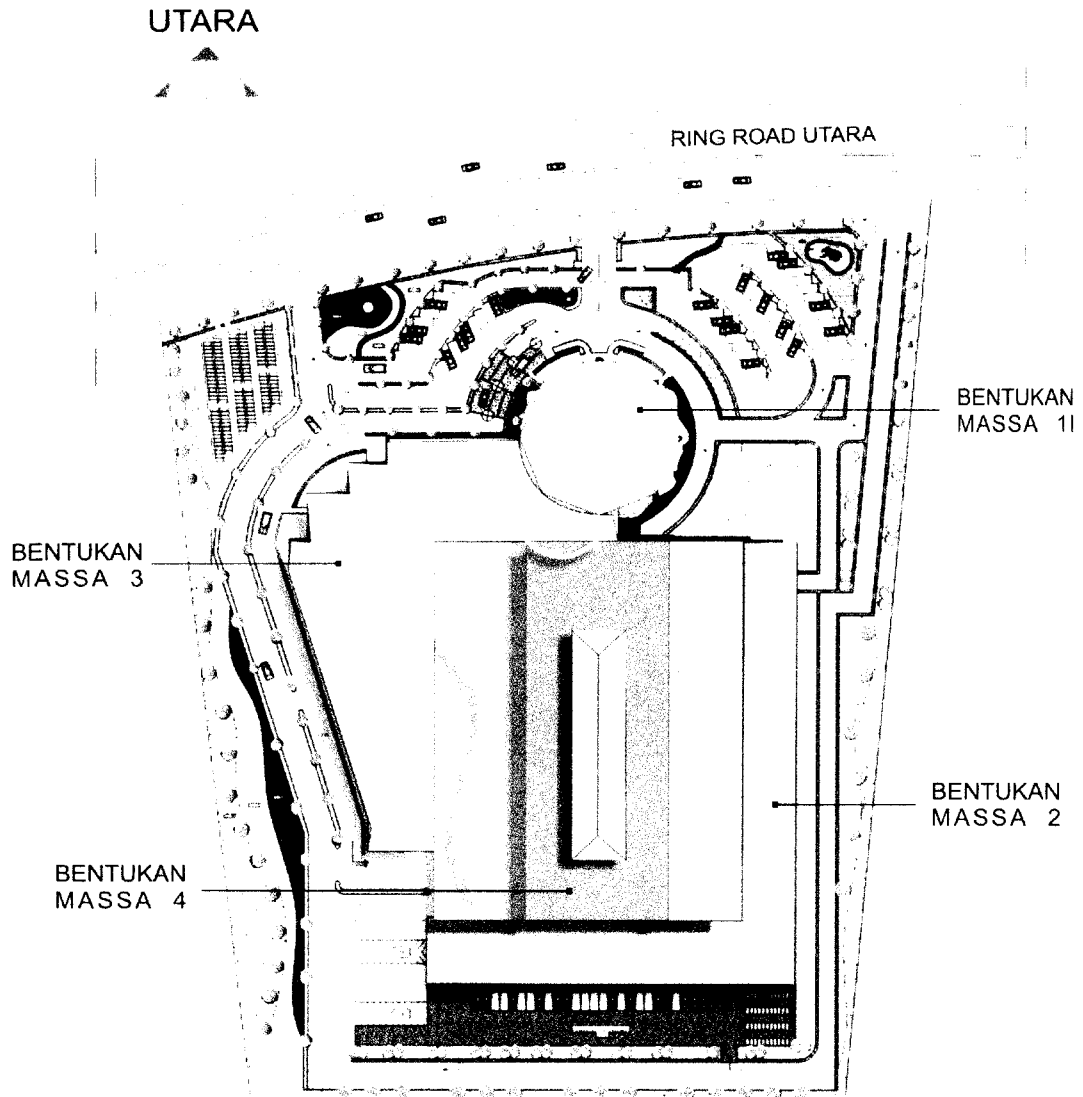 UTARA
RING ROAD UTARA
BENTUKAN
MASSA 1I
BENTUKAN
MASSA 3
BENTUKAN
MASSA 2
BENTUKAN
MASSA 4